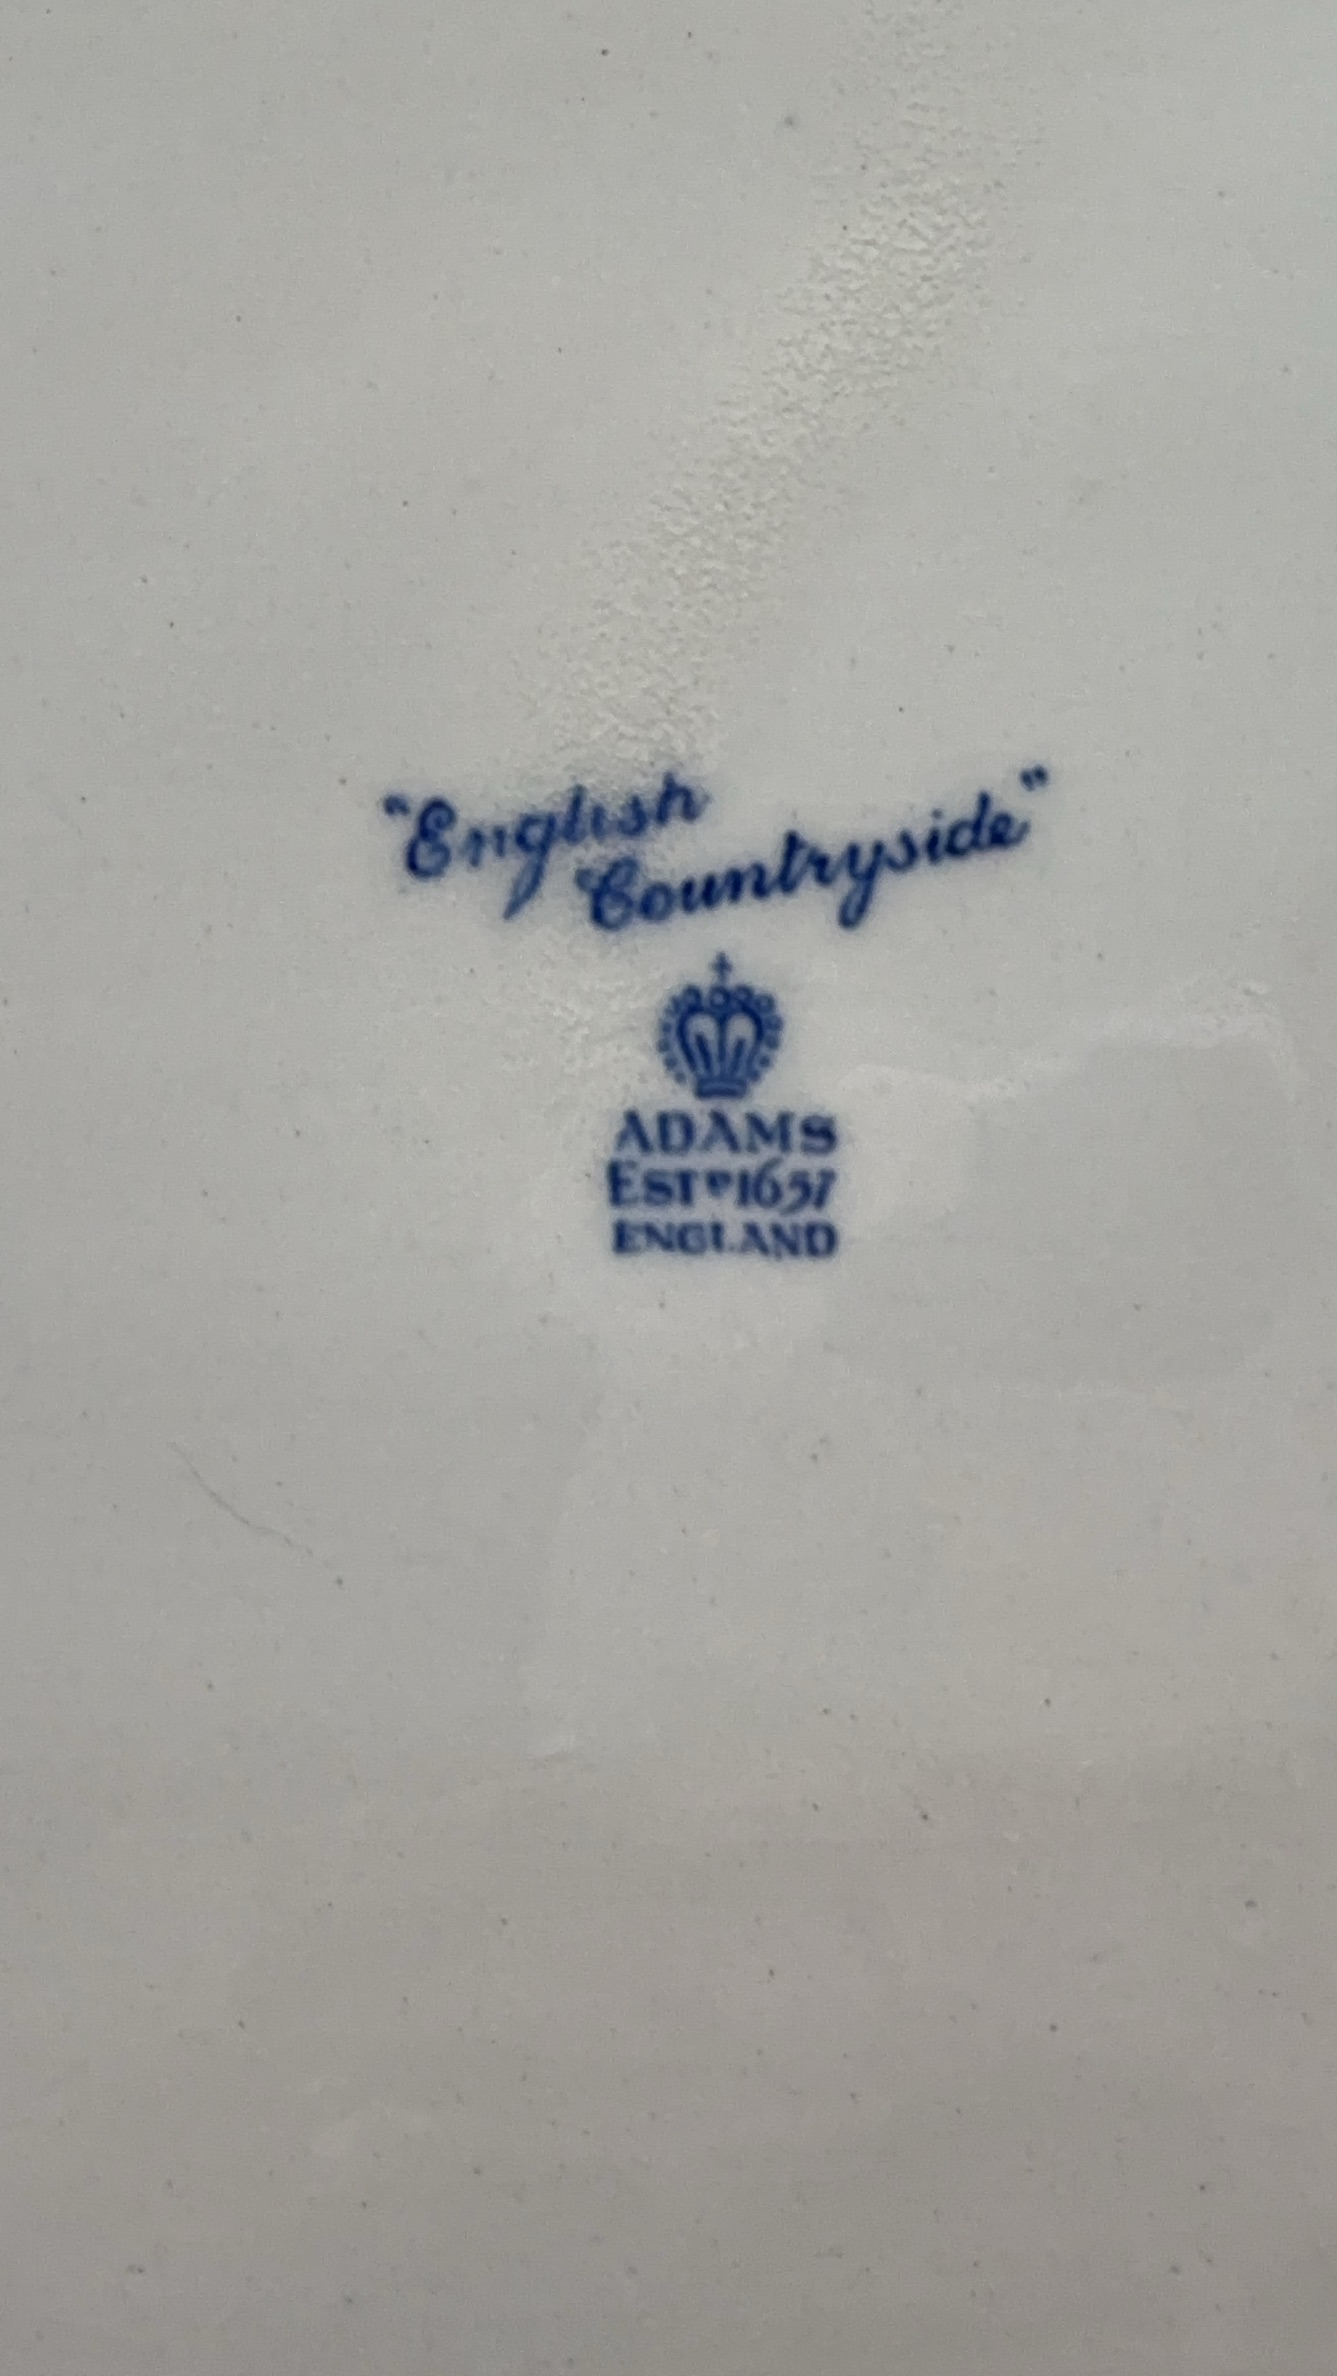 "English
Countryside"
ADAMS
ESTD 1657
ENGLAND